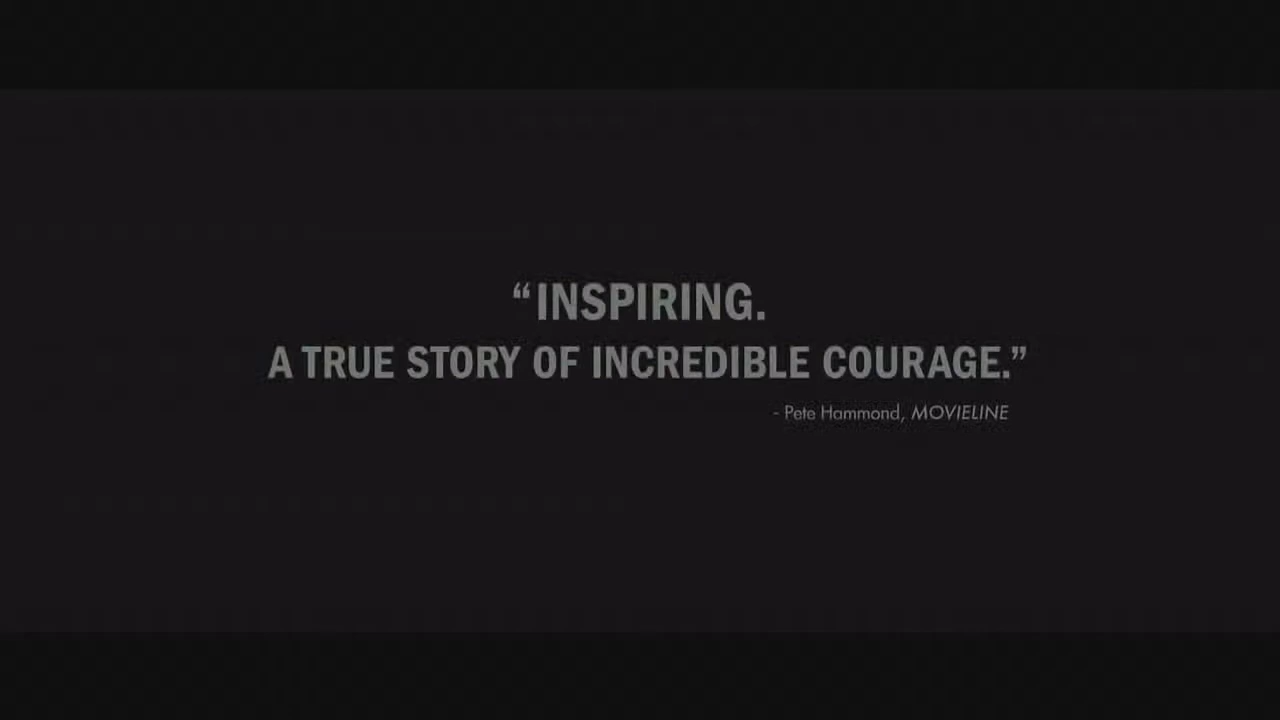 “INSPIRING.
A TRUE STORY OF INCREDIBLE COURAGE.”
- Pete Hammond, MOVIELINE